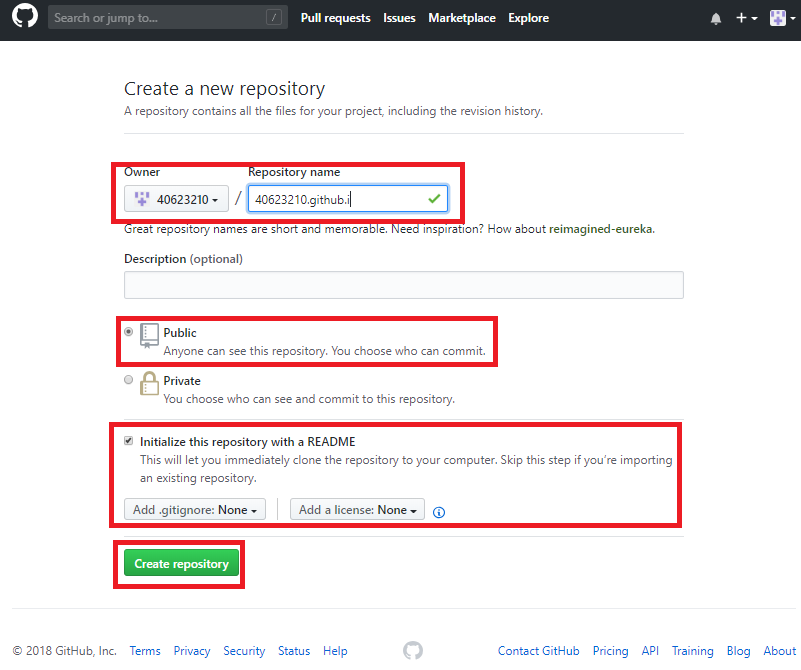 Search or jump to... / Pull requests Issues Marketplace Explore
Create a new repository
A repository contains all the files for your project, including the revision history.
Owner Repository name
40623210 / 40623210.github.i
Great repository names are short and memorable. Need inspiration? How about reimagined-eureka.
Description (optional)
Public
Anyone can see this repository. You choose who can commit.
Private
You choose who can see and commit to this repository.
Initialize this repository with a README
This will let you immediately clone the repository to your computer. Skip this step if you're importing
an existing repository.
Add .gitignore: None Add a license: None
Create repository
© 2018 GitHub, Inc. Terms Privacy Security Status Help Contact GitHub Pricing API Training Blog About